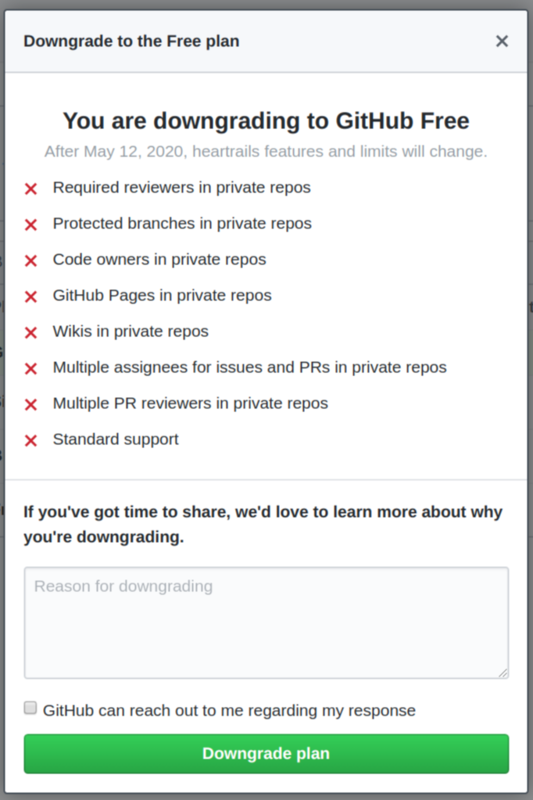 Downgrade to the Free plan
You are downgrading to GitHub Free
After May 12, 2020, heartrails features and limits will change.
Required reviewers in private repos
Protected branches in private repos
Code owners in private repos
GitHub Pages in private repos
Wikis in private repos
Multiple assignees for issues and PRs in private repos
Multiple PR reviewers in private repos
Standard support
If you've got time to share, we'd love to learn more about why
you're downgrading.
Reason for downgrading
GitHub can reach out to me regarding my response
Downgrade plan